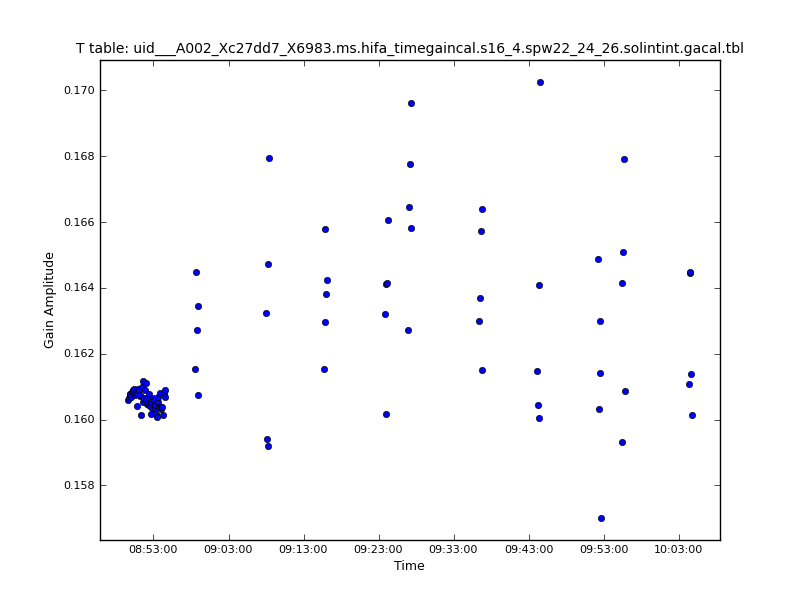 T table: uid___A002_Xc27dd7_X6983.ms.hifa_timegaincal.s16_4.spw22_24_26.solintint.gacal.tbl
0.170
0.168
0.166
0.164
0.162
0.160
0.158
Gain Amplitude
08:53:00 09:03:00 09:13:00 09:23:00 09:33:00 09:43:00 09:53:00 10:03:00
Time